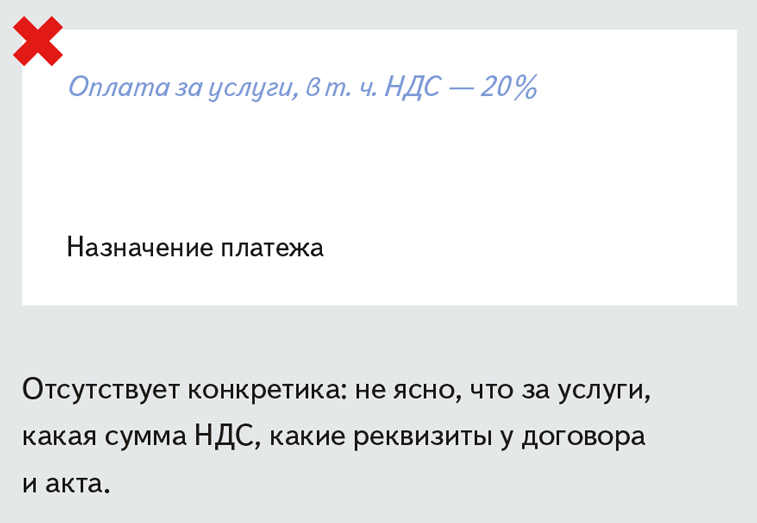 Оплата за услуги, в т. ч. НДС — 20%
Назначение платежа
Отсутствует конкретика: не ясно, что за услуги,
какая сумма НДС, какие реквизиты у договора
и акта.